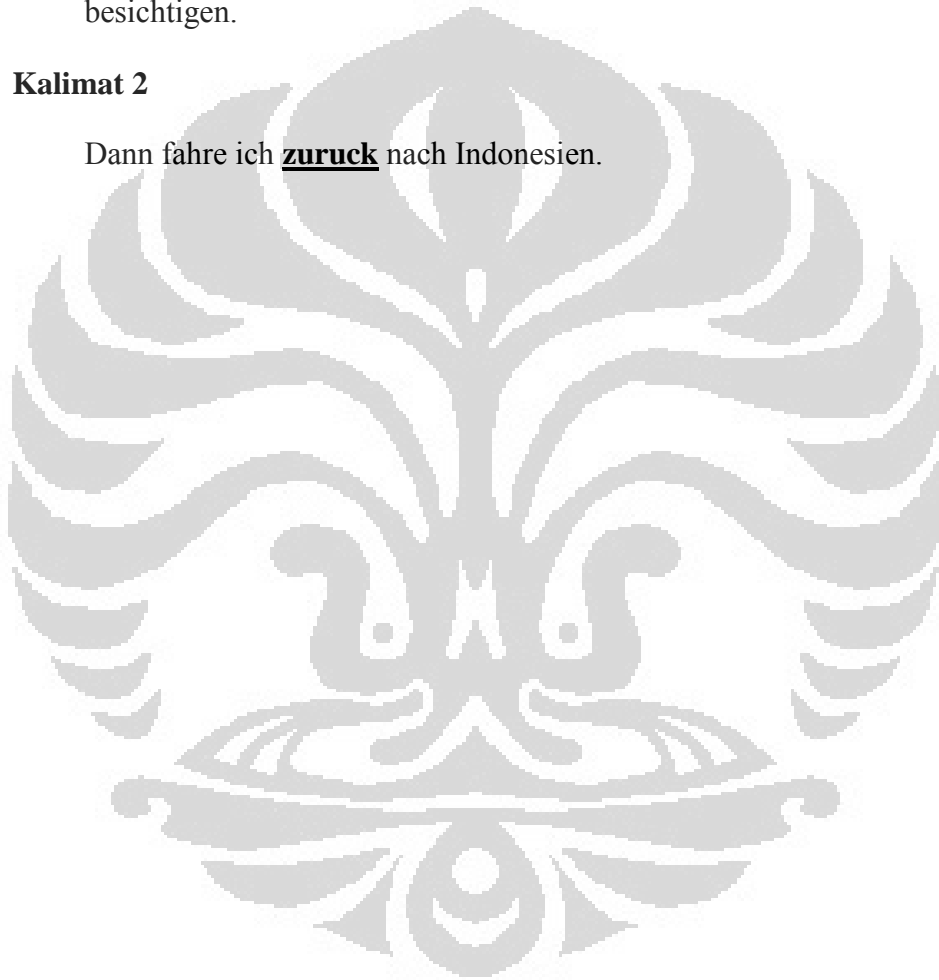 besichtigen.
Kalimat 2
Dann fahre ich zuruck nach Indonesien.